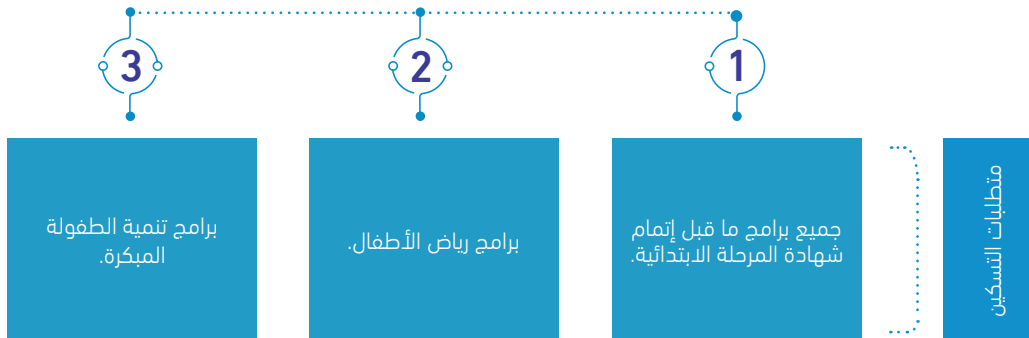 متطلبات التسكين
1
جميع برامج ما قبل إتمام
شهادة المرحلة الابتدائية.
2
برامج رياض الأطفال.
3
برامج تنمية الطفولة
المبكرة.